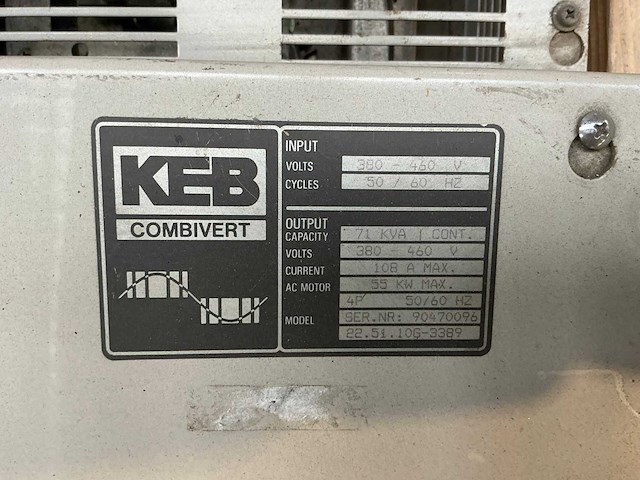 KEB
COMBIVERT
INPUT
VOLTS 380 - 460 V
CYCLES 50 / 60 HZ
OUTPUT
CAPACITY 71 KVA ( CONT.
VOLTS 380 - 460 V
CURRENT 108 A MAX.
AC MOTOR 55 KW MAX.
4P 50/60 HZ
MODEL SER.NR: 90470096
22.51.10G-3389